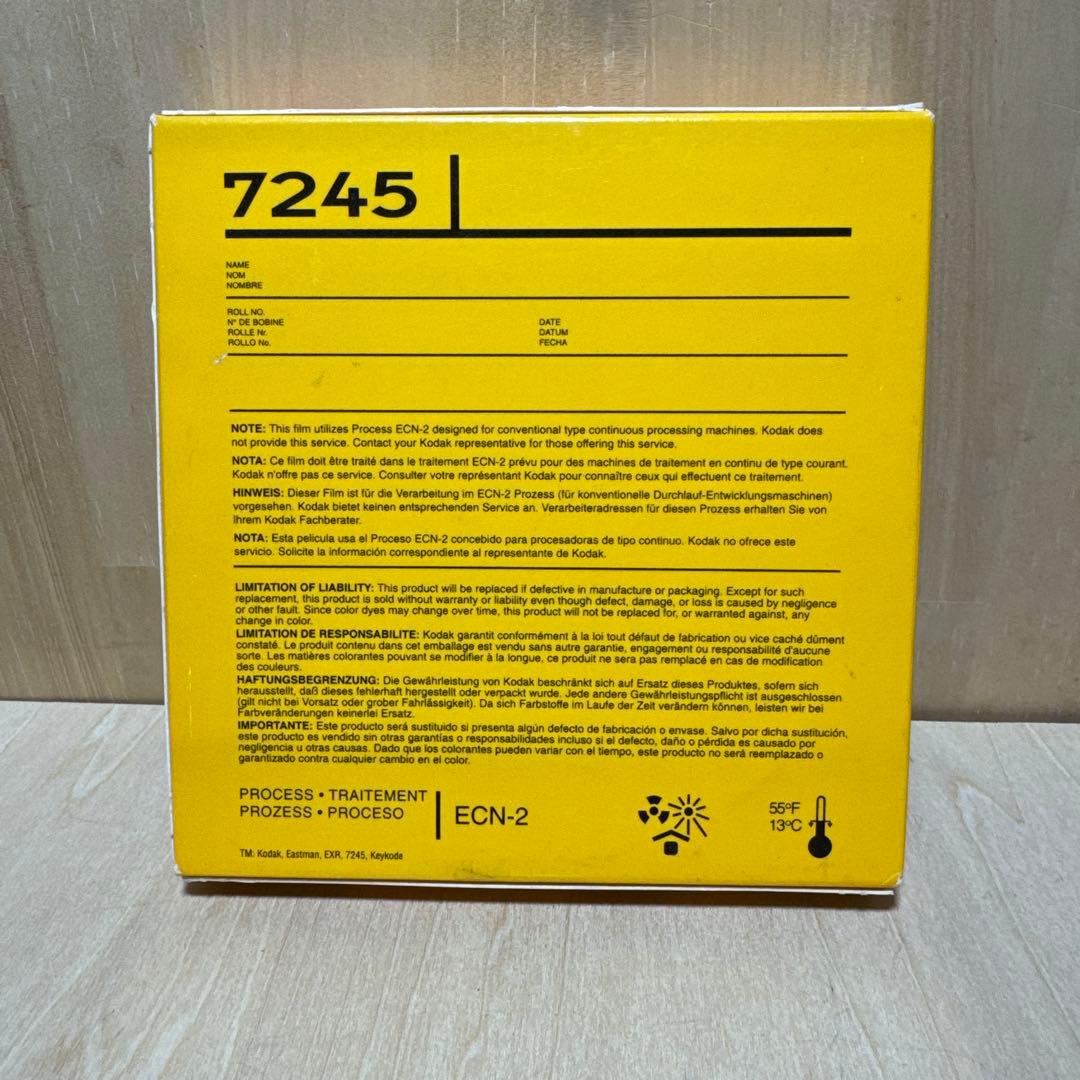 7245
NAME
NOM
NOMBRE
ROLL NO.
N° DE BOBINE
ROLLE Nr.
ROLLO No.
DATE
DATUM
FECHA
NOTE: This film utilizes Process ECN-2 designed for conventional type continuous processing machines. Kodak does
not provide this service. Contact your Kodak representative for those offering this service.
NOTA: Ce film doit être traité dans le traitement ECN-2 prévu pour des machines de traitement en continu de type courant.
Kodak n'offre pas ce service. Consulter votre représentant Kodak pour connaître ceux qui effectuent ce traitement.
HINWEIS: Dieser Film ist für die Verarbeitung im ECN-2 Prozess (für konventionelle Durchlauf-Entwicklungsmaschinen)
vorgesehen. Kodak bietet keinen entsprechenden Service an. Verarbeiteradressen für diesen Prozess erhalten Sie von
Ihrem Kodak Fachberater.
NOTA: Esta pelicula usa el Proceso ECN-2 concebido para procesadoras de tipo continuo. Kodak no ofrece este
servicio. Solicite la información correspondiente al representante de Kodak.
LIMITATION OF LIABILITY: This product will be replaced if defective in manufacture or packaging. Except for such
replacement, this product is sold without warranty or liability even though defect, damage, or loss is caused by negligence
or other fault. Since color dyes may change over time, this product will not be replaced for, or warranted against, any
change in color.
LIMITATION DE RESPONSABILITE: Kodak garantit conformément à la loi tout défaut de fabrication ou vice caché dûment
constaté. Le produit contenu dans cet emballage est vendu sans autre garantie, engagement ou responsabilité d'aucune
sorte. Les matières colorantes pouvant se modifier à la longue, ce produit ne sera pas remplacé en cas de modification
des couleurs.
HAFTUNGSBEGRENZUNG: Die Gewährleistung von Kodak beschränkt sich auf Ersatz dieses Produktes, sofern sich
herausstellt, daß dieses fehlerhaft hergestellt oder verpackt wurde. Jede andere Gewährleistungspflicht ist ausgeschlossen
(gilt nicht bei Vorsatz oder grober Fahrlässigkeit). Da sich Farbstoffe im Laufe der Zeit verändern können, leisten wir bei
Farbveränderungen keinerlei Ersatz.
IMPORTANTE: Este producto será sustituido si presenta algún defecto de fabricación o envase. Salvo por dicha sustitución,
este producto es vendido sin otras garantías o responsabilidades incluso si el defecto, daño o pérdida es causado por
negligencia u otras causas. Dado que los colorantes pueden variar con el tiempo, este producto no será reemplazado o
garantizado contra cualquier cambio en el color.
PROCESS • TRAITEMENT
PROZESS • PROCESO
ECN-2
55°F
13°C
TM: Kodak, Eastman, EXR, 7245, Keykode